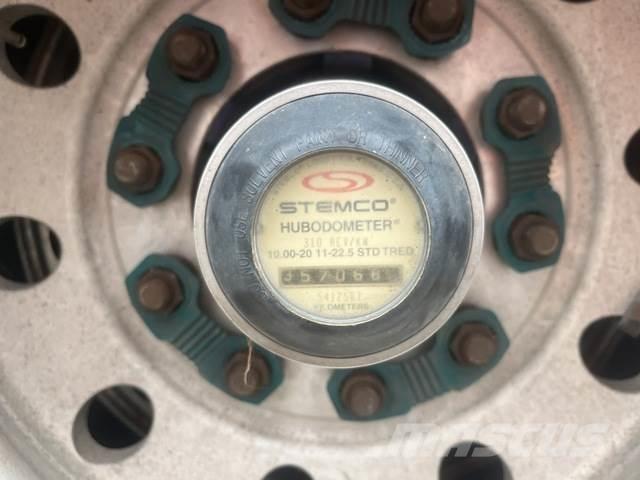 DO NOT USE SOLVENT PAINT OR THINNER
STEMCO®
HUBODOMETER®
310 REV/KM
10.00-20 11-22.5 STD TRED
KILOMETERS
mascus